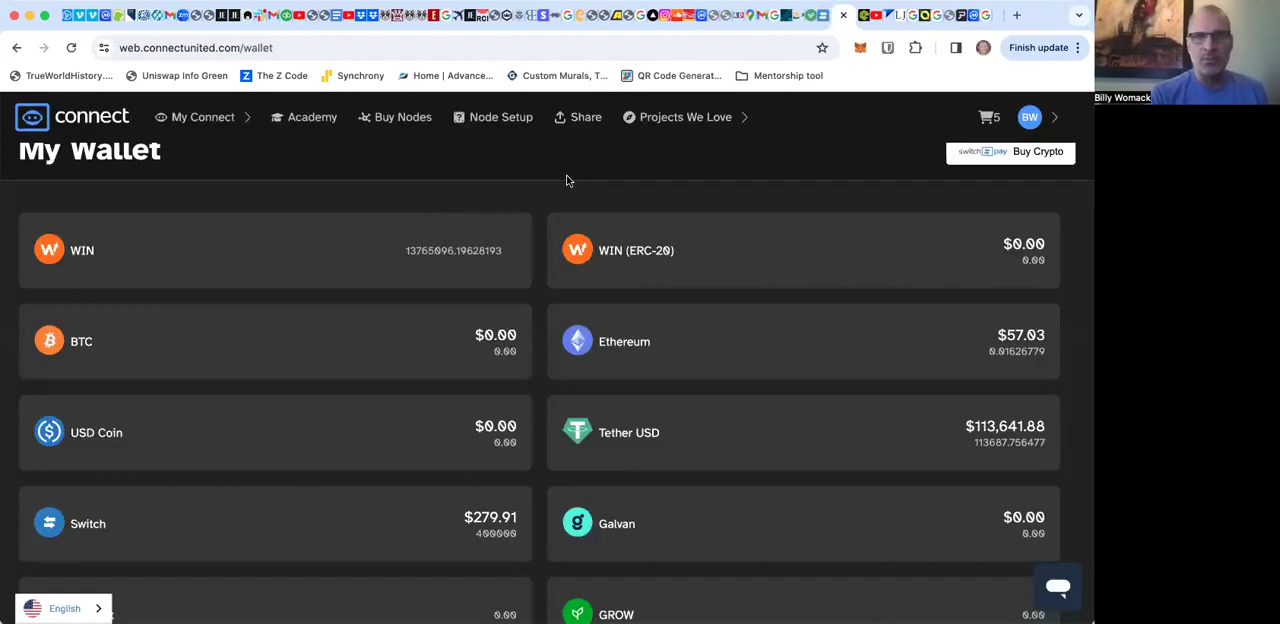 Finish update
web.connectunited.com/wallet
TrueWorldHistory....
Uniswap Info Green
The Z Code
Synchrony
Home | Advance...
Custom Murals, T...
QR Code Generat...
Mentorship tool
Billy Womack
connect
My Connect
Academy
Buy Nodes
Node Setup
Share
Projects We Love
5
BW
My Wallet
switch pay Buy Crypto
WIN
13765096.19628193
WIN (ERC-20)
$0.00
0.00
BTC
$0.00
0.00
Ethereum
$57.03
0.01626779
USD Coin
$0.00
0.00
Tether USD
$113,641.88
113687.756477
Switch
$279.91
400000
Galvan
$0.00
0.00
0.00
GROW
0.00
English